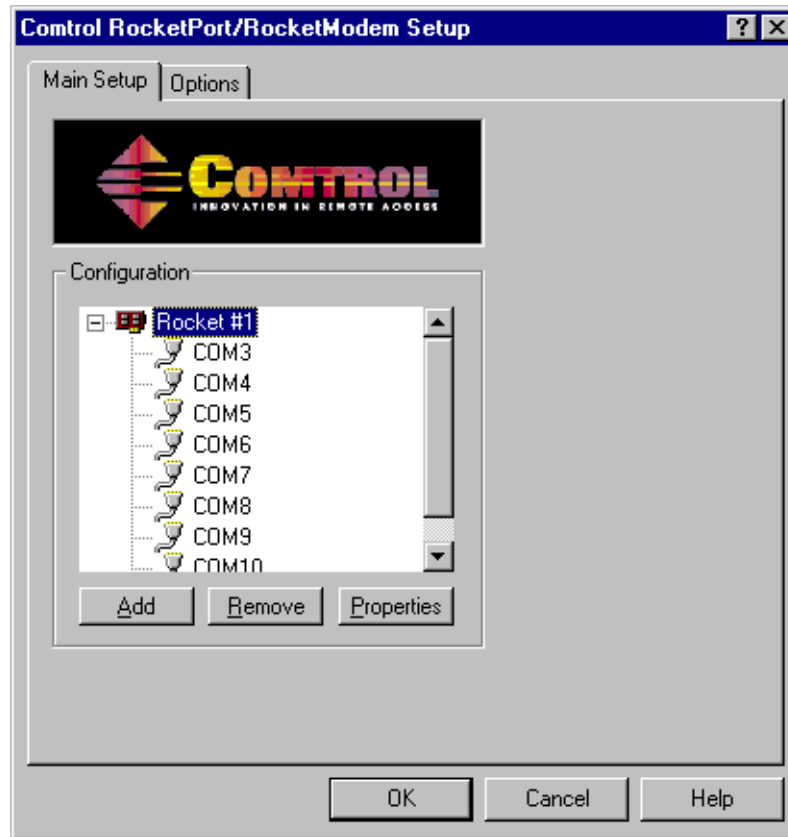 Comtrol RocketPort/RocketModem Setup
Main Setup
Options
COMTROL
INNOVATION IN REMOTE ACCESS
Configuration
Rocket #1
COM3
COM4
COM5
COM6
COM7
COM8
COM9
COM10
Add
Remove
Properties
OK
Cancel
Help